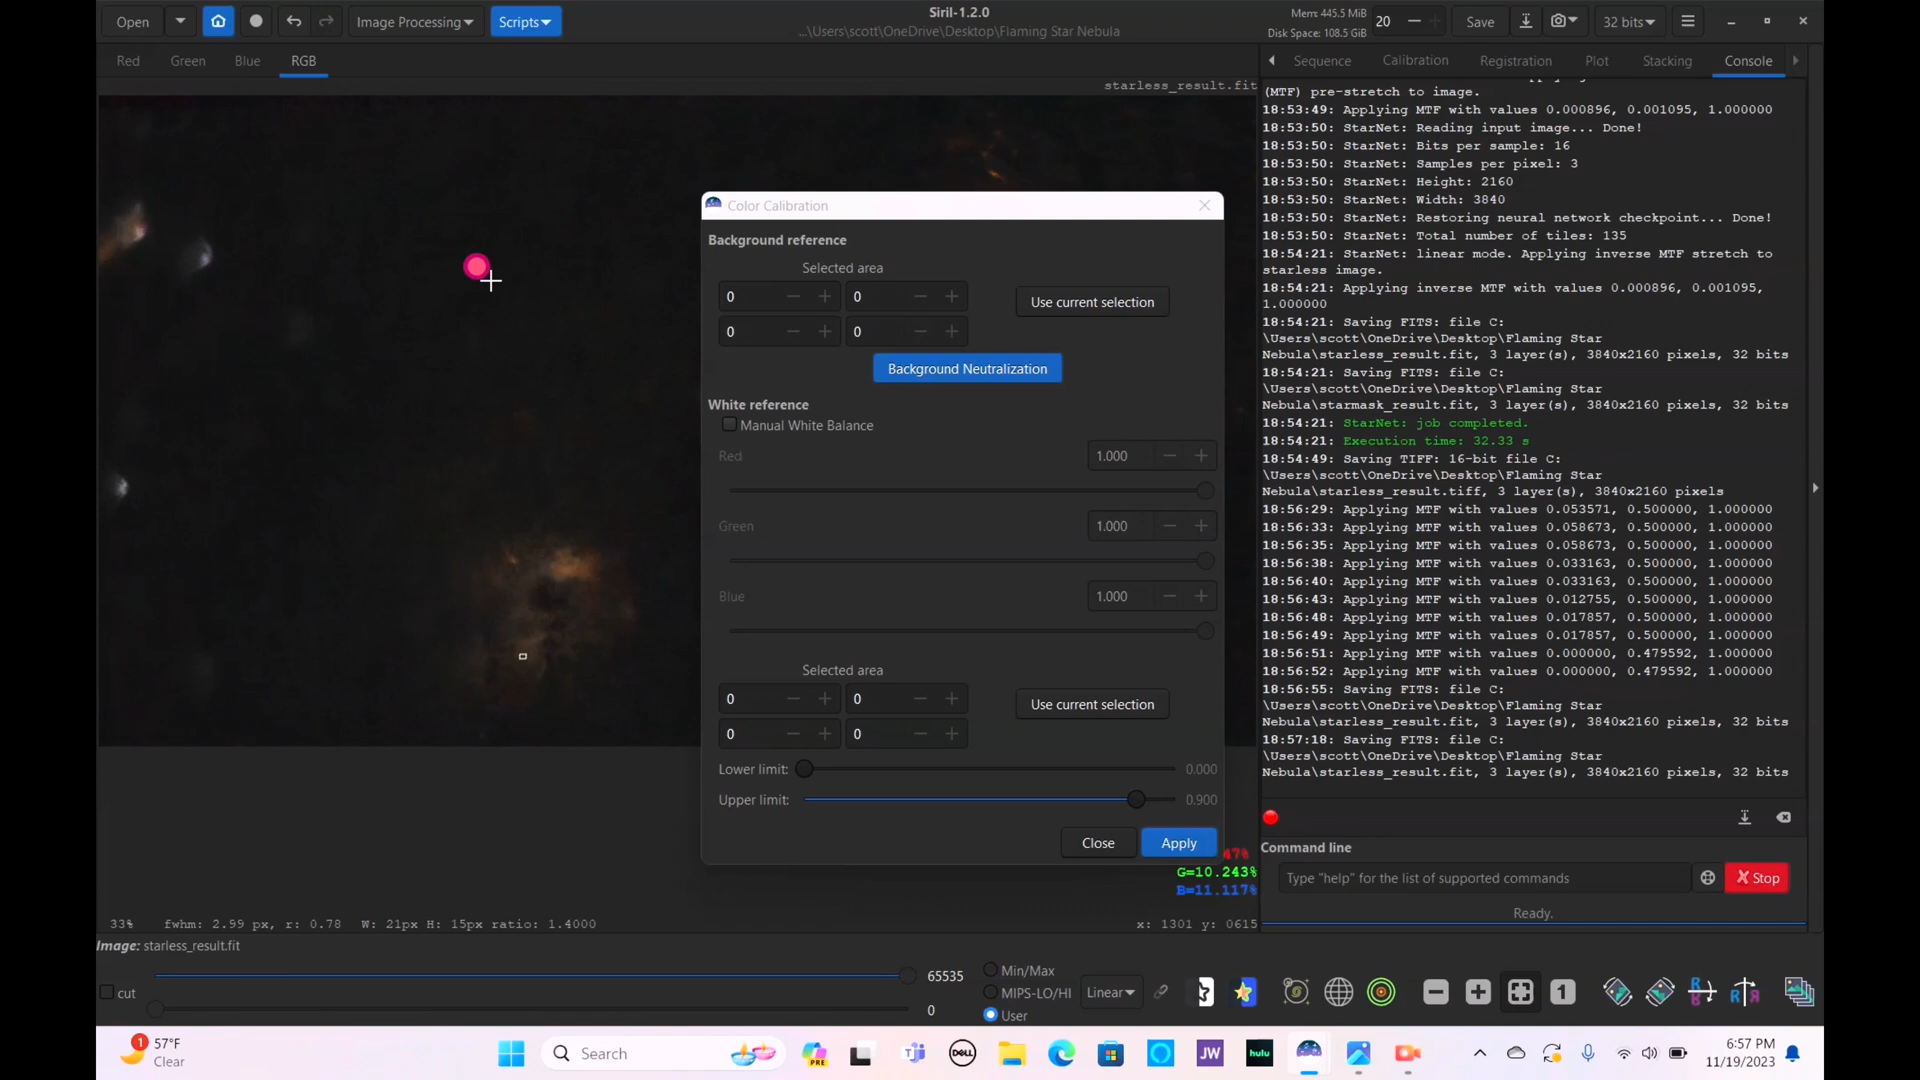 Open
Image Processing
Scripts
Siril-1.2.0
...\Users\scott\OneDrive\Desktop\Flaming Star Nebula
Mem: 445.5 MiB
Disk Space: 108.5 GiB
20
Save
32 bits
Red
Green
Blue
RGB
Sequence
Calibration
Registration
Plot
Stacking
Console
starless_result.fit
(MTF) pre-stretch to image.
18:53:49: Applying MTF with values 0.000896, 0.001095, 1.000000
18:53:50: StarNet: Reading input image... Done!
18:53:50: StarNet: Bits per sample: 16
18:53:50: StarNet: Samples per pixel: 3
18:53:50: StarNet: Height: 2160
18:53:50: StarNet: Width: 3840
18:53:50: StarNet: Restoring neural network checkpoint... Done!
18:53:50: StarNet: Total number of tiles: 135
18:54:21: StarNet: linear mode. Applying inverse MTF stretch to
starless image.
18:54:21: Applying inverse MTF with values 0.000896, 0.001095,
1.000000
18:54:21: Saving FITS: file C:
\Users\scott\OneDrive\Desktop\Flaming Star
Nebula\starless_result.fit, 3 layer(s), 3840x2160 pixels, 32 bits
18:54:21: Saving FITS: file C:
\Users\scott\OneDrive\Desktop\Flaming Star
Nebula\starmask_result.fit, 3 layer(s), 3840x2160 pixels, 32 bits
18:54:21: StarNet: job completed.
18:54:21: Execution time: 32.33 s
18:54:49: Saving TIFF: 16-bit file C:
\Users\scott\OneDrive\Desktop\Flaming Star
Nebula\starless_result.tiff, 3 layer(s), 3840x2160 pixels
18:56:29: Applying MTF with values 0.053571, 0.500000, 1.000000
18:56:33: Applying MTF with values 0.058673, 0.500000, 1.000000
18:56:35: Applying MTF with values 0.058673, 0.500000, 1.000000
18:56:38: Applying MTF with values 0.033163, 0.500000, 1.000000
18:56:40: Applying MTF with values 0.033163, 0.500000, 1.000000
18:56:43: Applying MTF with values 0.012755, 0.500000, 1.000000
18:56:48: Applying MTF with values 0.017857, 0.500000, 1.000000
18:56:49: Applying MTF with values 0.017857, 0.500000, 1.000000
18:56:51: Applying MTF with values 0.000000, 0.479592, 1.000000
18:56:52: Applying MTF with values 0.000000, 0.479592, 1.000000
18:56:55: Saving FITS: file C:
\Users\scott\OneDrive\Desktop\Flaming Star
Nebula\starless_result.fit, 3 layer(s), 3840x2160 pixels, 32 bits
18:57:18: Saving FITS: file C:
\Users\scott\OneDrive\Desktop\Flaming Star
Nebula\starless_result.fit, 3 layer(s), 3840x2160 pixels, 32 bits
Color Calibration
Background reference
Selected area
0 0
Use current selection
0 0
Background Neutralization
White reference
Manual White Balance
Red 1.000
Green 1.000
Blue 1.000
Selected area
0 0
Use current selection
0 0
Lower limit: 0.000
Upper limit: 0.900
Close
Apply
47%
G=10.243%
B=11.117%
Command line
Type "help" for the list of supported commands
Stop
Ready.
33% fwhm: 2.99 px, r: 0.78 W: 21px H: 15px ratio: 1.4000
x: 1301 y: 0615
Image: starless_result.fit
cut
65535
0
Min/Max
MIPS-LO/HI
User
Linear
1
1
57°F
Clear
Search
PRE
DELL
JW
hulu
6:57 PM
11/19/2023